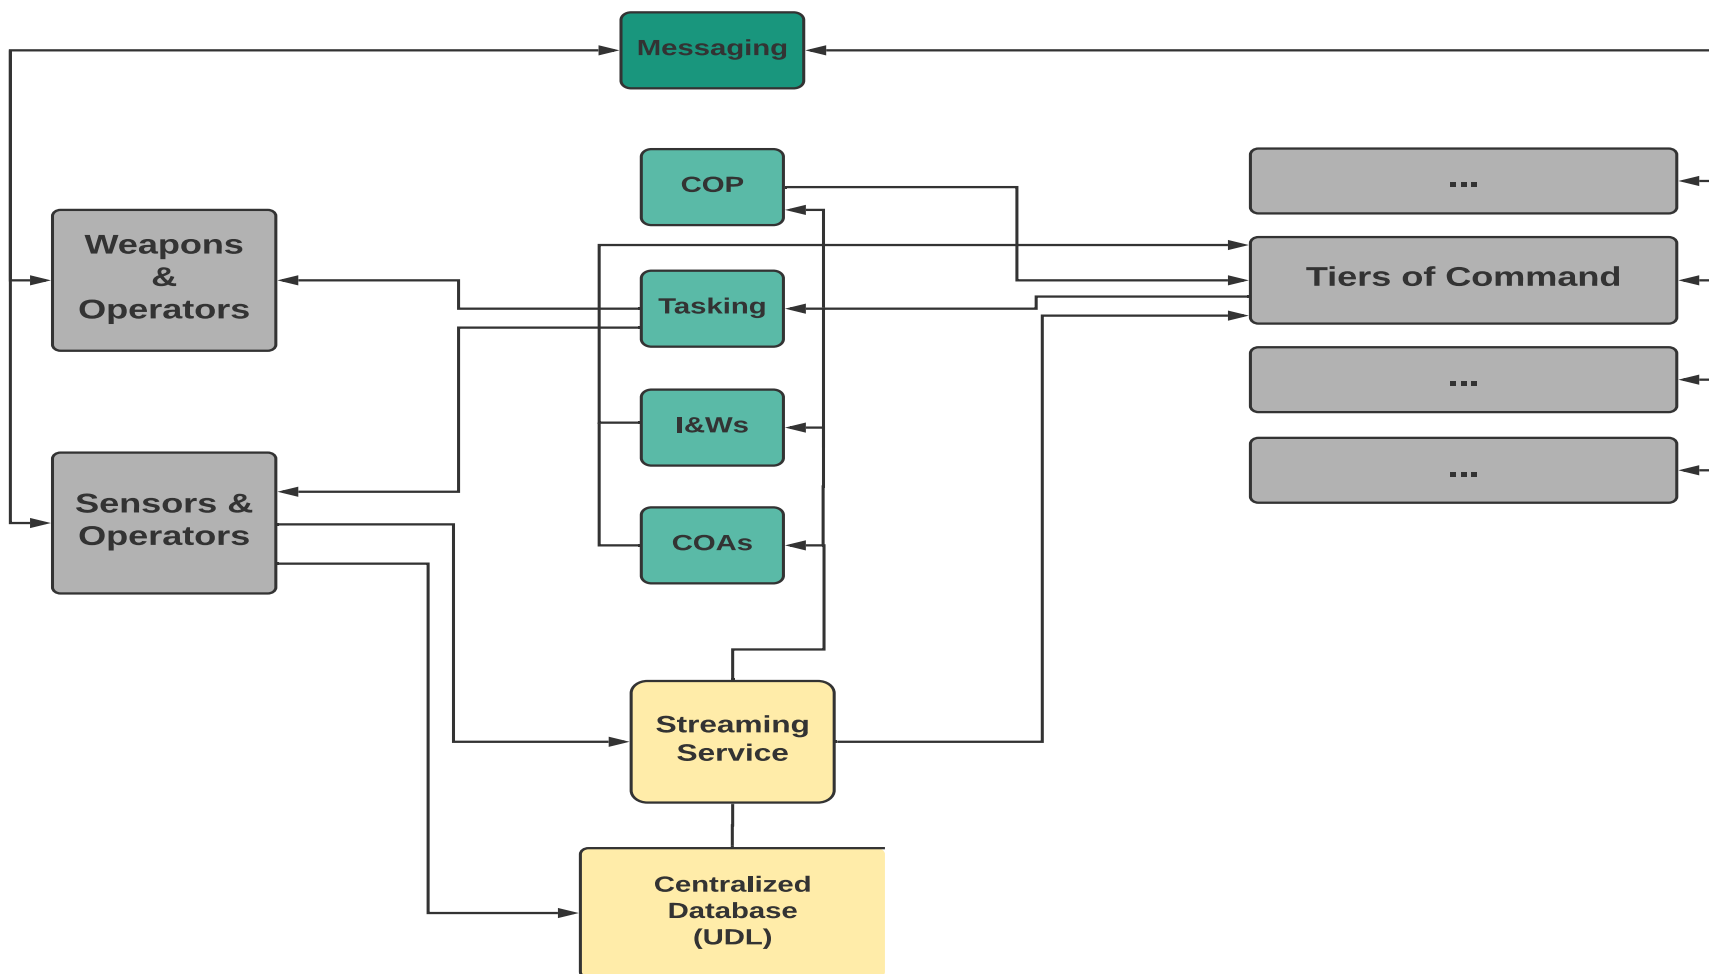 Messaging
COP
...
Weapons
&
Operators
Tiers of Command
Tasking
...
I&Ws
...
Sensors &
Operators
COAs
Streaming
Service
Centralized
Database
(UDL)